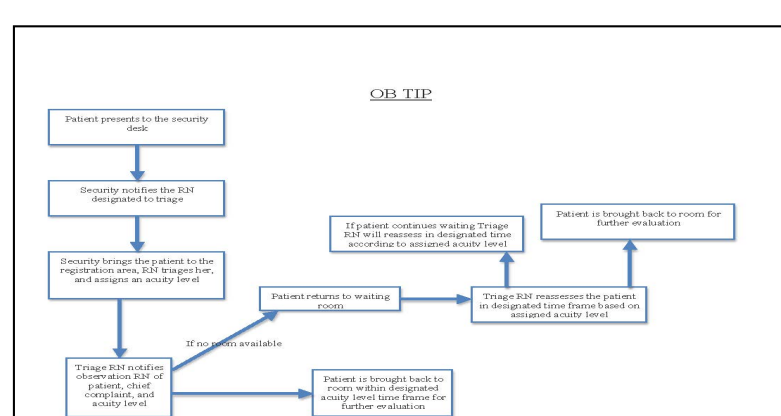 OB TIP
Patient presents to the security
desk
Security notifies the RN
designated to triage
Security brings the patient to the
registration area, RN triages her,
and assigns an acuity level
Triage RN notifies
observation RN of
patient, chief
complaint, and
acuity level
If no room available
Patient returns to waiting
room
Patient is brought back to
room within designated
acuity level time frame for
further evaluation
Triage RN reassesses the patient
in designated time frame based on
assigned acuity level
If patient continues waiting Triage
RN will reassess in designated time
according to assigned acuity level
Patient is brought back to room for
further evaluation